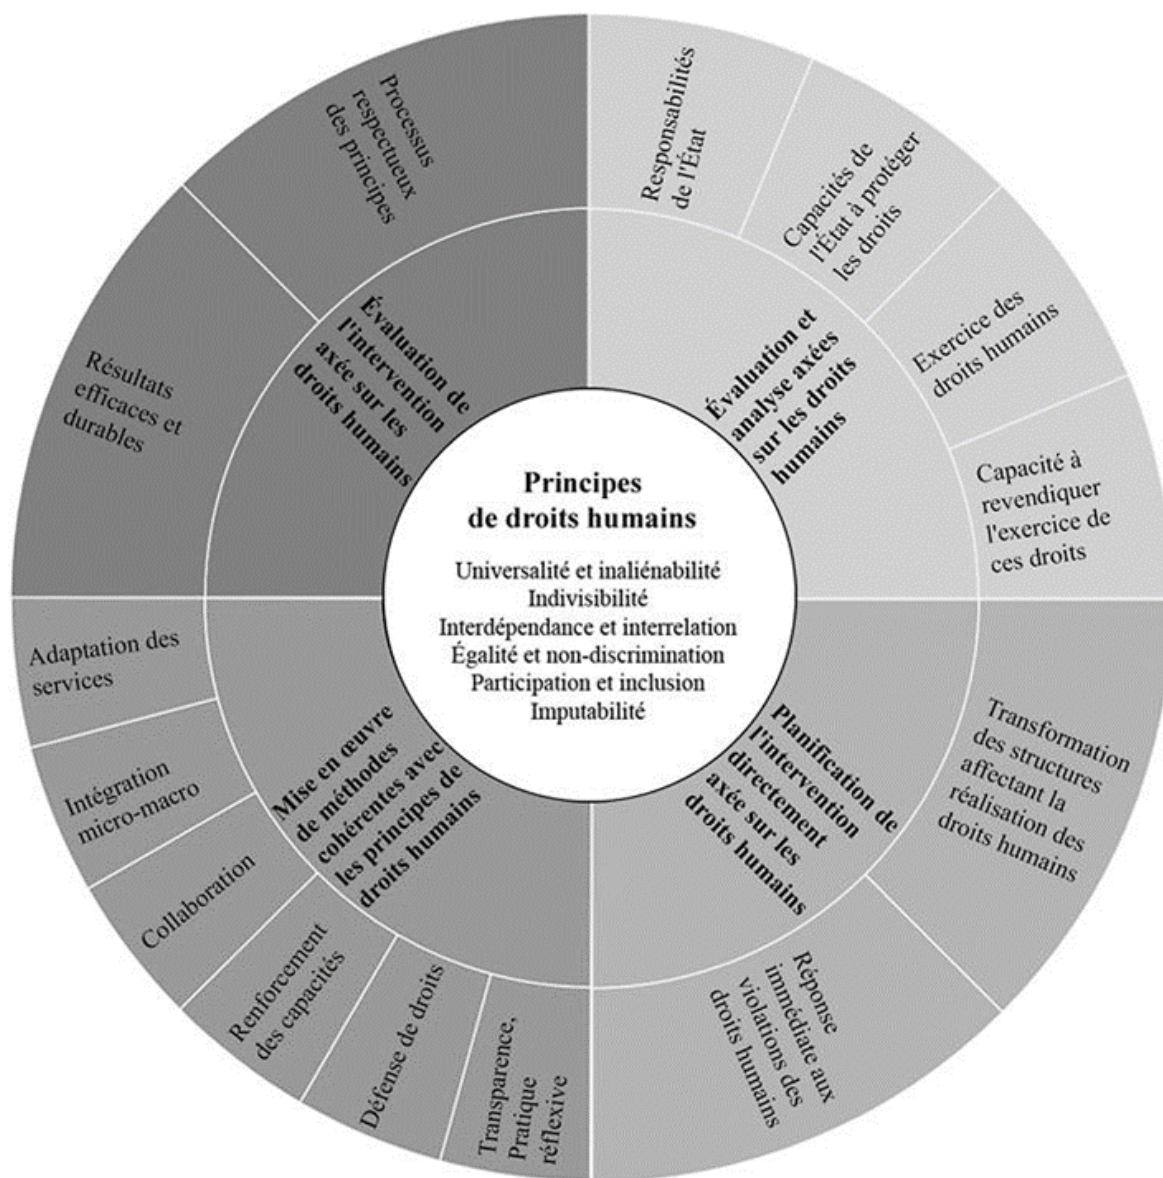 Principes
de droits humains
Universalité et inaliénabilité
Indivisibilité
Interdépendance et interrelation
Égalité et non-discrimination
Participation et inclusion
Imputabilité
Évaluation et
analyse axées
sur les droits
humains
Responsabilités
de l'État
Capacités de
l'État à protéger
les droits
Exercice des
droits humains
Capacité à
revendiquer
l'exercice de
ces droits
Planification de
l'intervention
directement
axée sur les
droits humains
Transformation
des structures
affectant la
réalisation des
droits humains
Réponse
immédiate aux
violations des
droits humains
Mise en œuvre
de méthodes
cohérentes avec
les principes de
droits humains
Transparence,
Pratique
réflexive
Défense de droits
Renforcement
des capacités
Collaboration
Intégration
micro-macro
Adaptation des
services
Évaluation de
l'intervention
axée sur les
droits humains
Résultats
efficaces et
durables
Processus
respectueux
des principes